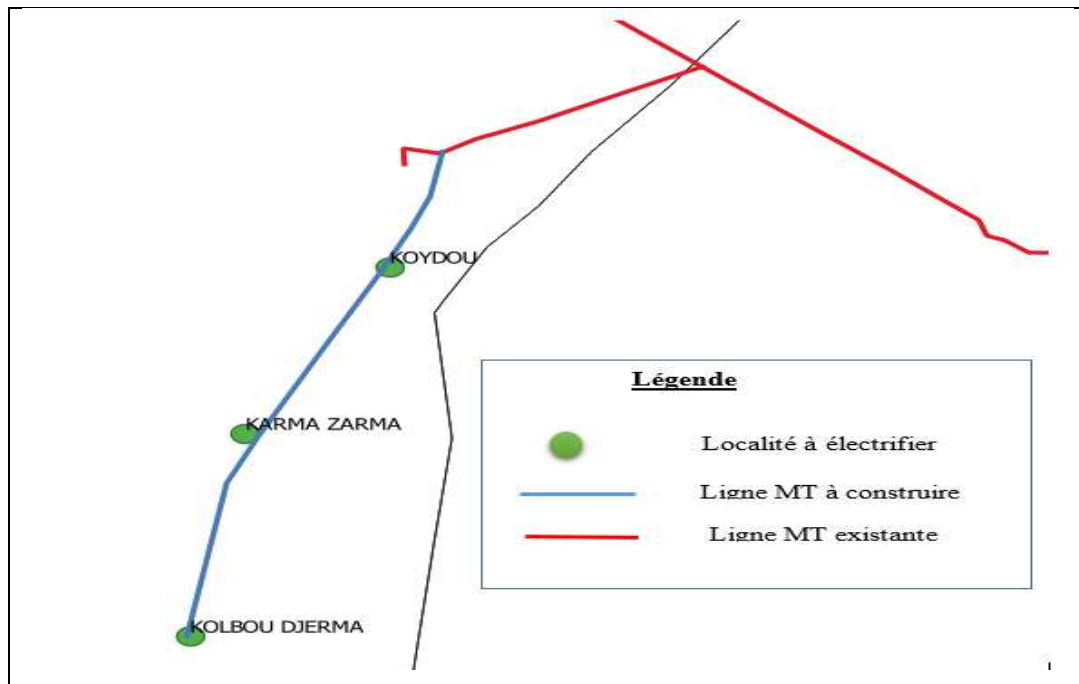 KOYDOU
KARMA ZARMA
KOLBOU DJERMA
Légende
Localité à électrifier
Ligne MT à construire
Ligne MT existante